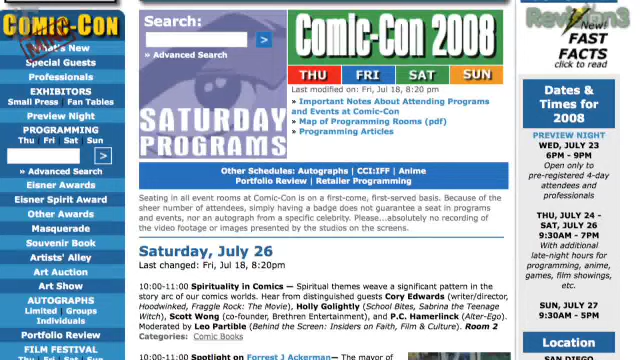 COMIC-CON
What's New
Special Guests
Professionals
EXHIBITORS
Small Press | Fan Tables
Preview Night
PROGRAMMING
Thu | Fri | Sat | Sun
>
» Advanced Search
Eisner Awards
Eisner Spirit Award
Other Awards
Masquerade
Souvenir Book
Artists' Alley
Art Auction
Art Show
AUTOGRAPHS
Limited | Groups
Individuals
Portfolio Review
FILM FESTIVAL
Search:
>
» Advanced Search
SATURDAY
PROGRAMS
Comic-Con 2008
THU FRI SAT SUN
Last modified on: Fri, Jul 18, 8:20 pm
» Important Notes About Attending Programs
and Events at Comic-Con
» Map of Programming Rooms (pdf)
» Programming Articles
Other Schedules: Autographs | CCI:IFF | Anime
Portfolio Review | Retailer Programming
Seating in all event rooms at Comic-Con is on a first-come, first-served basis. Because of the
sheer number of attendees, simply having a badge does not guarantee a seat in programs
and events, nor an autograph from a specific celebrity. Please...absolutely no recording of
the video footage or images presented by the studios on the screens.
Saturday, July 26
Last changed: Fri, Jul 18, 8:20pm
10:00-11:00 Spirituality in Comics — Spiritual themes weave a significant pattern in the
story arc of our comics worlds. Hear from distinguished guests Cory Edwards (writer/director,
Hoodwinked, Fraggle Rock: The Movie), Holly Golightly (School Bites, Sabrina the Teenage
Witch), Scott Wong (co-founder, Brethren Entertainment), and P.C. Hamerlinck (Alter-Ego).
Moderated by Leo Partible (Behind the Screen: Insiders on Faith, Film & Culture). Room 2
Categories: Comic Books
10:00-11:00 Spotlight on Forrest J Ackerman— The mayor of
Revision3
New!
FAST
FACTS
click to read
Dates &
Times for
2008
PREVIEW NIGHT
WED, JULY 23
6PM - 9PM
Open only to
pre-registered 4-day
attendees and
professionals
THU, JULY 24 -
SAT, JULY 26
9:30AM - 7PM
With additional
late-night hours for
programming, anime,
games, film showings,
etc.
SUN, JULY 27
9:30AM - 5PM
Location
SAN DIEGO